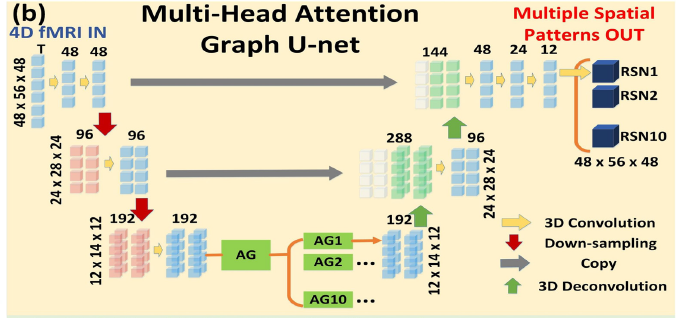 (b)
Multi-Head Attention
Graph U-net
4D fMRI IN
Multiple Spatial
Patterns OUT
T
48
48
48 x 56 x 48
144
48
24
12
RSN1
RSN2
RSN10
48 x 56 x 48
96
96
24 x 28 x 24
288
96
24 x 28 x 24
192
192
12 x 14 x 12
AG
AG1
AG2
...
AG10
...
192
12 x 14 x 12
3D Convolution
Down-sampling
Copy
3D Deconvolution